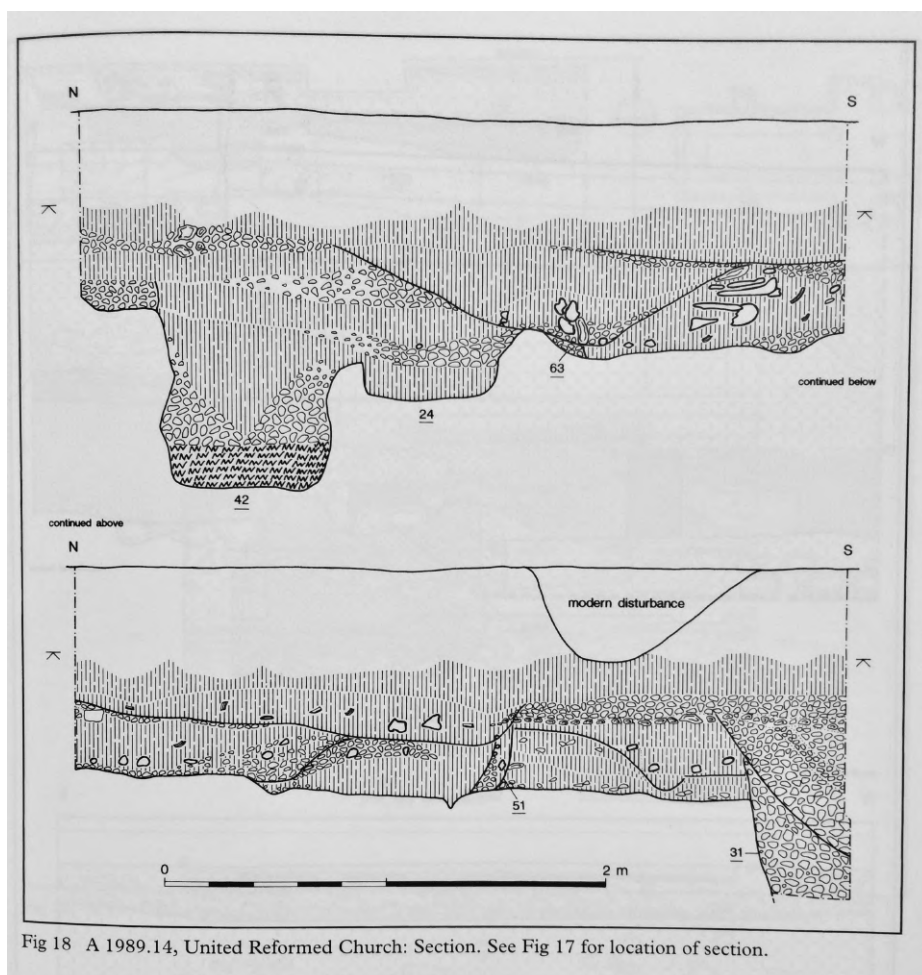 N S
63
continued below
24
42
continued above
N S
modern disturbance
51
31
0 2 m
Fig 18 A 1989.14, United Reformed Church: Section. See Fig 17 for location of section.